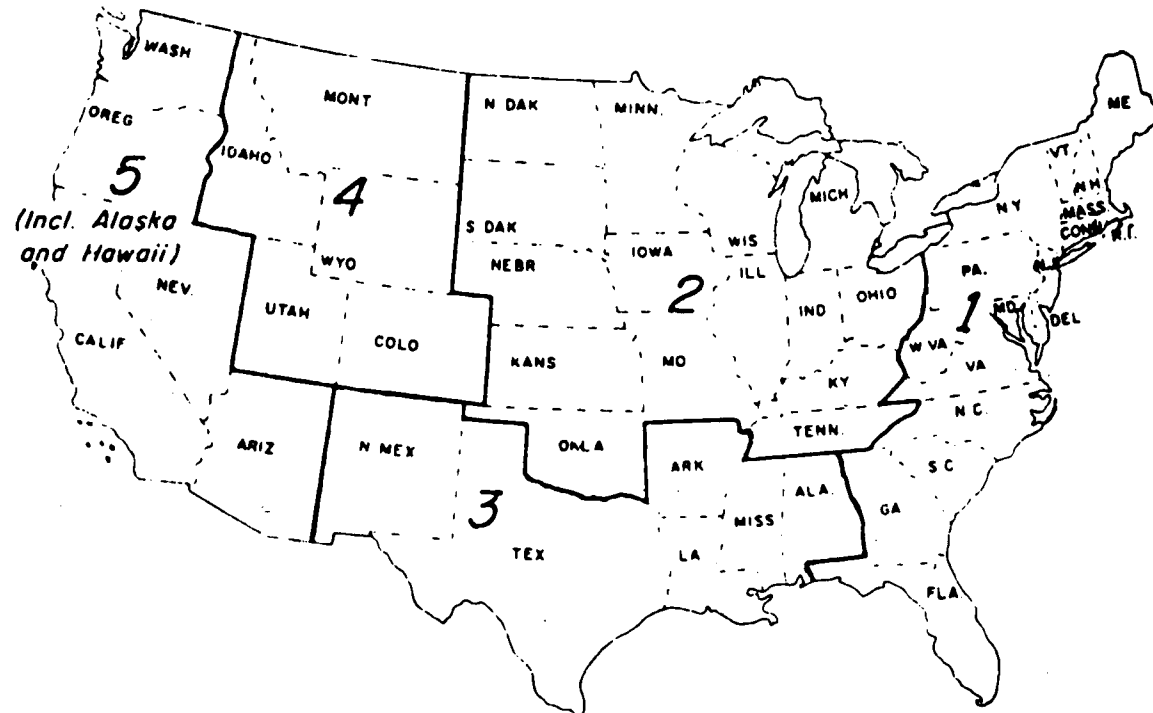 WASH
MONT
N DAK
MINN.
ME
OREG
IDAHO
VT
5
4
MICH
N H
(Incl. Alaska
and Hawaii)
N Y
MASS
CONN
R.I.
S DAK
WIS
IOWA
WYO
NEBR
ILL
PA.
N.J.
NEV.
2
UTAH
IND
OHIO
MD
1
DEL
CALIF
COLO
KANS
MO
W VA
VA
KY
N.C.
TENN.
ARIZ
N MEX
OKLA
ARK
S C
ALA.
3
GA
MISS
TEX
LA
FLA.